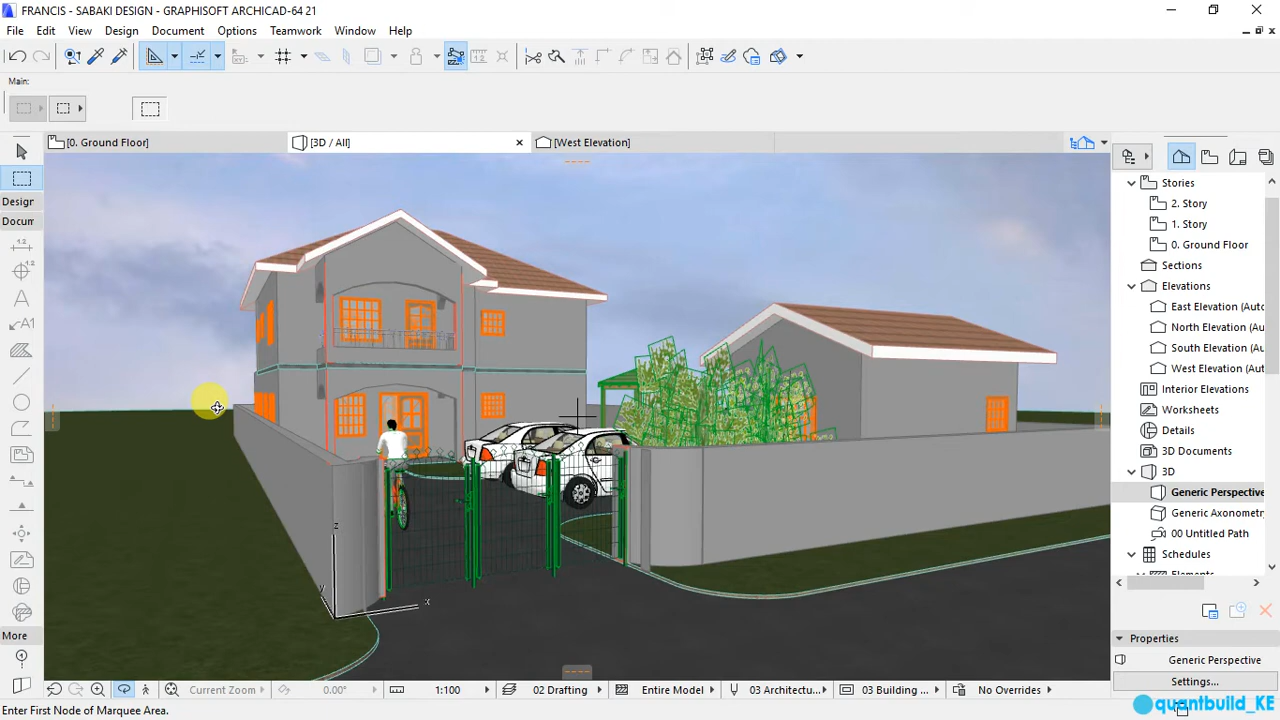 FRANCIS - SABAKI DESIGN - GRAPHISOFT ARCHICAD-64 21
File Edit View Design Document Options Teamwork Window Help
Main:
[0. Ground Floor] [3D / All] [West Elevation]
Design
Docum
A1
More
z
x
Stories
2. Story
1. Story
0. Ground Floor
Sections
Elevations
East Elevation (Auto
North Elevation (Au
South Elevation (Au
West Elevation (Aut
Interior Elevations
Worksheets
Details
3D Documents
3D
Generic Perspective
Generic Axonometry
00 Untitled Path
Schedules
Elements
Properties
Generic Perspective
Settings...
Current Zoom 0.00° 1:100 02 Drafting Entire Model 03 Architectu... 03 Building ... No Overrides
Enter First Node of Marquee Area.
quantbuild_KE